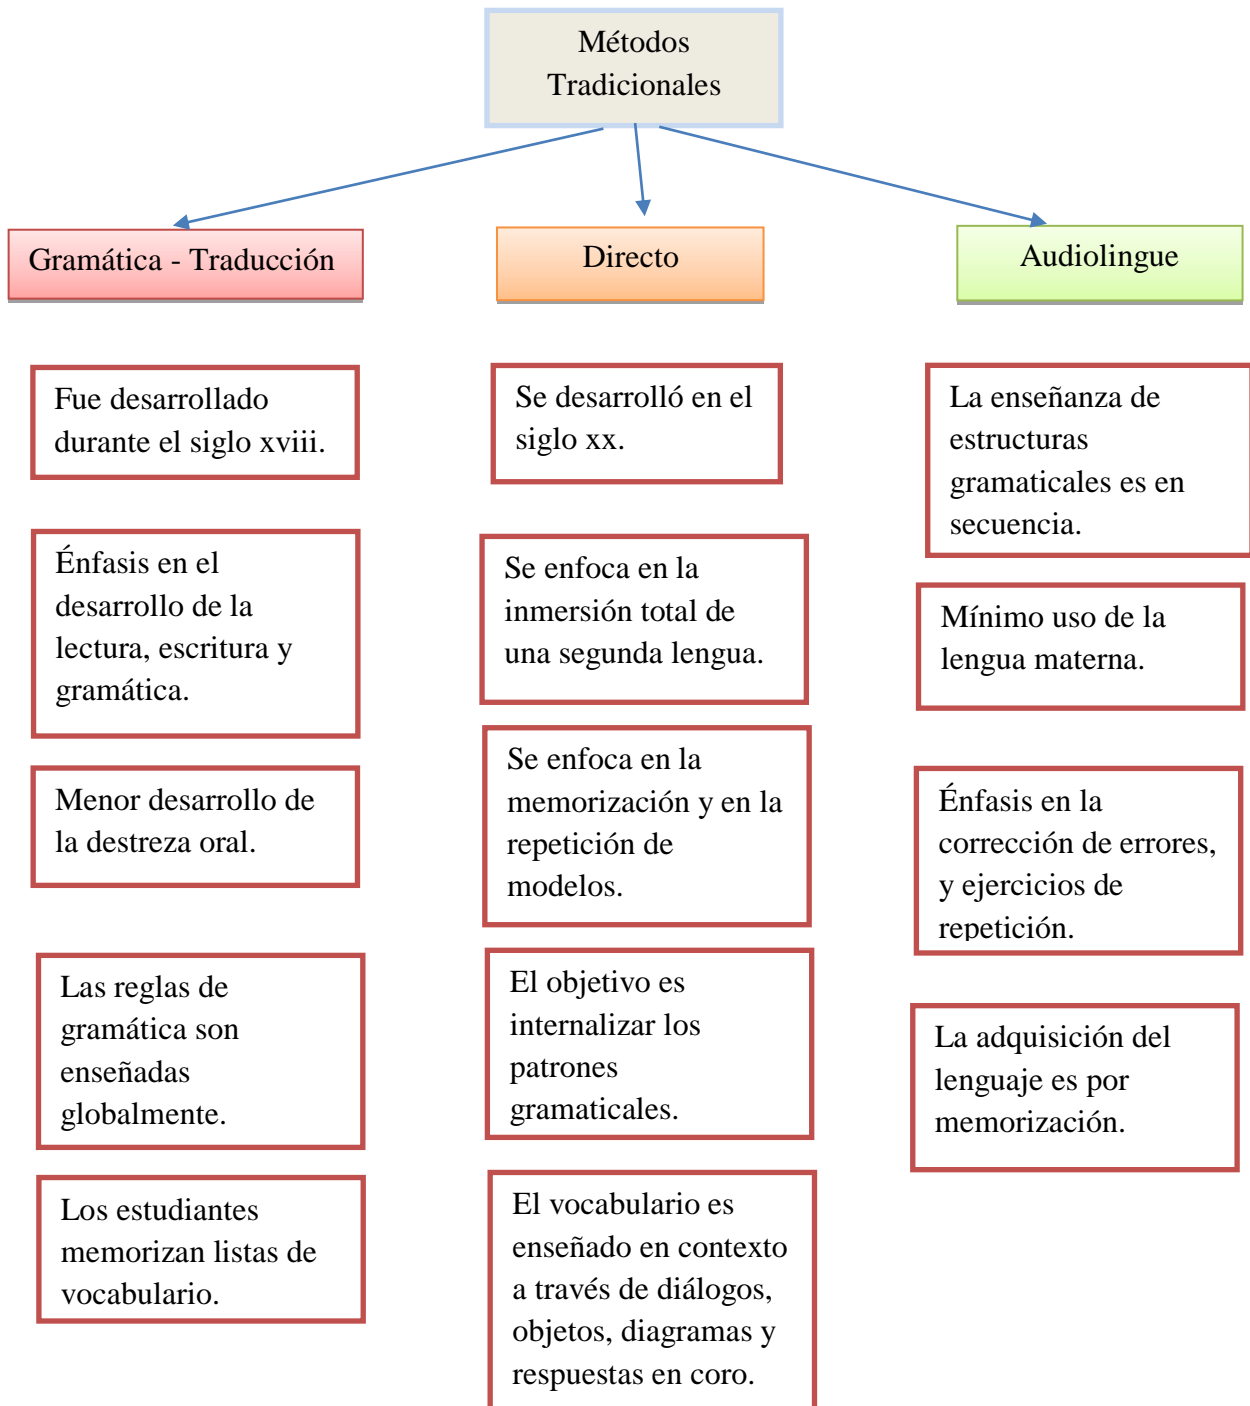 Métodos
Tradicionales
Gramática - Traducción
Directo
Audiolingue
Fue desarrollado
durante el siglo xviii.
Énfasis en el
desarrollo de la
lectura, escritura y
gramática.
Menor desarrollo de
la destreza oral.
Las reglas de
gramática son
enseñadas
globalmente.
Los estudiantes
memorizan listas de
vocabulario.
Se desarrolló en el
siglo xx.
Se enfoca en la
inmersión total de
una segunda lengua.
Se enfoca en la
memorización y en la
repetición de
modelos.
El objetivo es
internalizar los
patrones
gramaticales.
El vocabulario es
enseñado en contexto
a través de diálogos,
objetos, diagramas y
respuestas en coro.
La enseñanza de
estructuras
gramaticales es en
secuencia.
Mínimo uso de la
lengua materna.
Énfasis en la
corrección de errores,
y ejercicios de
repetición.
La adquisición del
lenguaje es por
memorización.